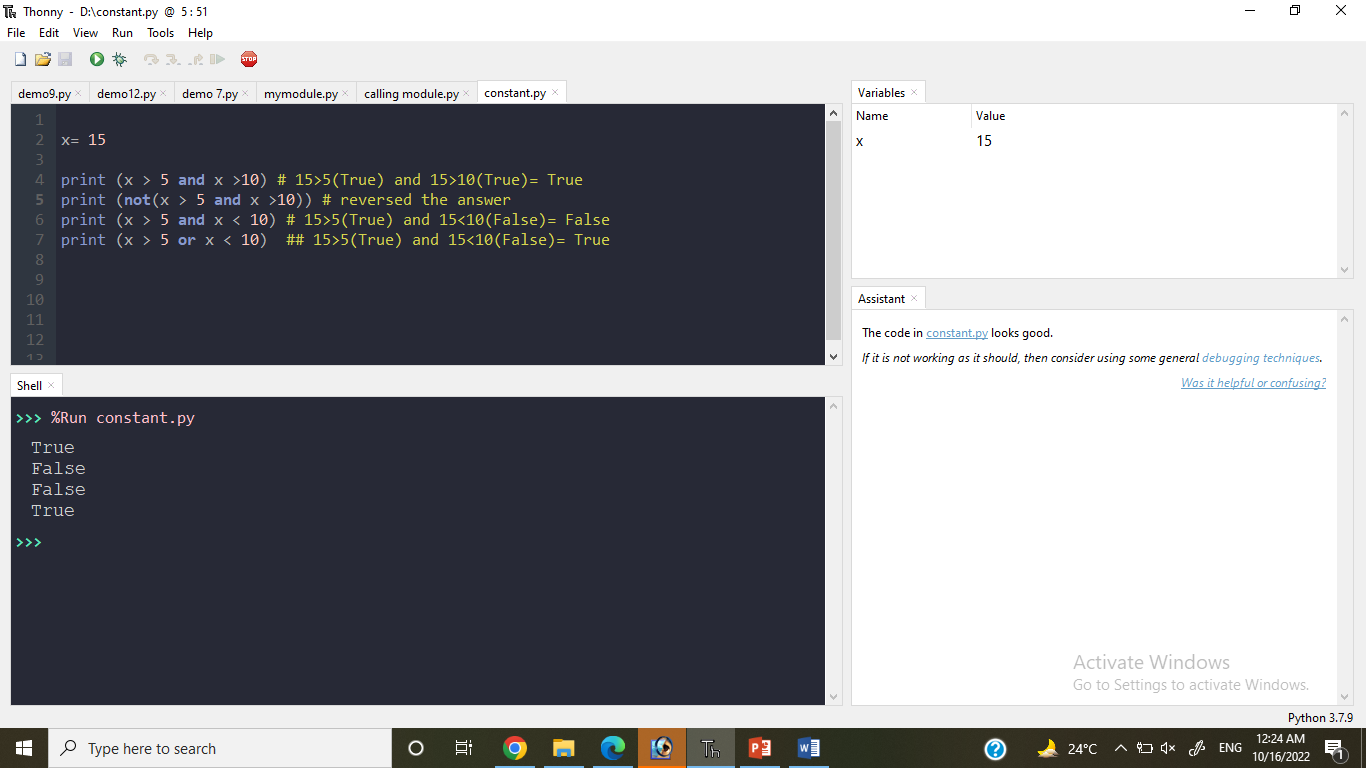 Thonny - D:\constant.py @ 5 : 51
File Edit View Run Tools Help
STOP
demo9.py × demo12.py × demo 7.py × mymodule.py × calling module.py × constant.py ×
1
2 x= 15
3
4 print (x > 5 and x >10) # 15>5(True) and 15>10(True)= True
5 print (not(x > 5 and x >10)) # reversed the answer
6 print (x > 5 and x < 10) # 15>5(True) and 15<10(False)= False
7 print (x > 5 or x < 10)  ## 15>5(True) and 15<10(False)= True
8
9
10
11
12
13
Shell ×
>>> %Run constant.py
True
False
False
True
>>>
Variables ×
Name Value
x 15
Assistant ×
The code in constant.py looks good.
If it is not working as it should, then consider using some general debugging techniques.
Was it helpful or confusing?
Activate Windows
Go to Settings to activate Windows.
Python 3.7.9
Type here to search
Th
P
W
?
24°C
ENG
12:24 AM
10/16/2022
1